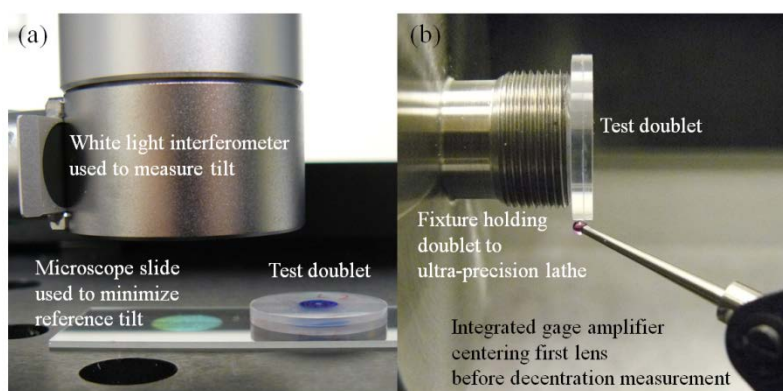 (a)
White light interferometer
used to measure tilt
Microscope slide
used to minimize
reference tilt
Test doublet
(b)
Test doublet
Fixture holding
doublet to
ultra-precision lathe
Integrated gage amplifier
centering first lens
before decentration measurement